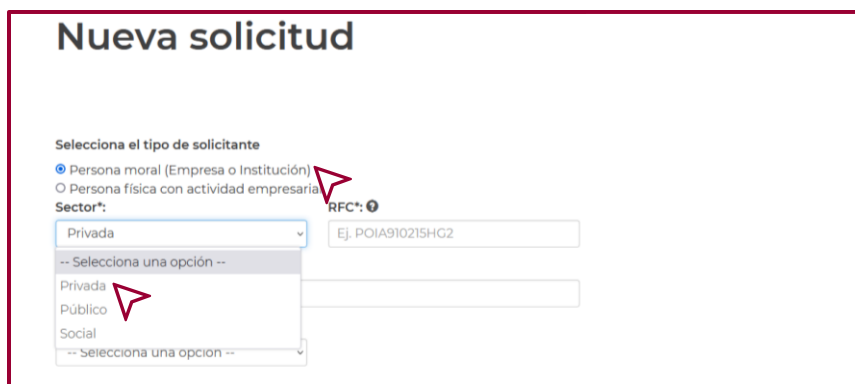 Nueva solicitud
Selecciona el tipo de solicitante
Persona moral (Empresa o Institución)
Persona física con actividad empresarial
Sector*: RFC*:
Privada Ej. POIA910215HG2
-- Selecciona una opción --
Privada
Público
Social
-- Selecciona una opción --